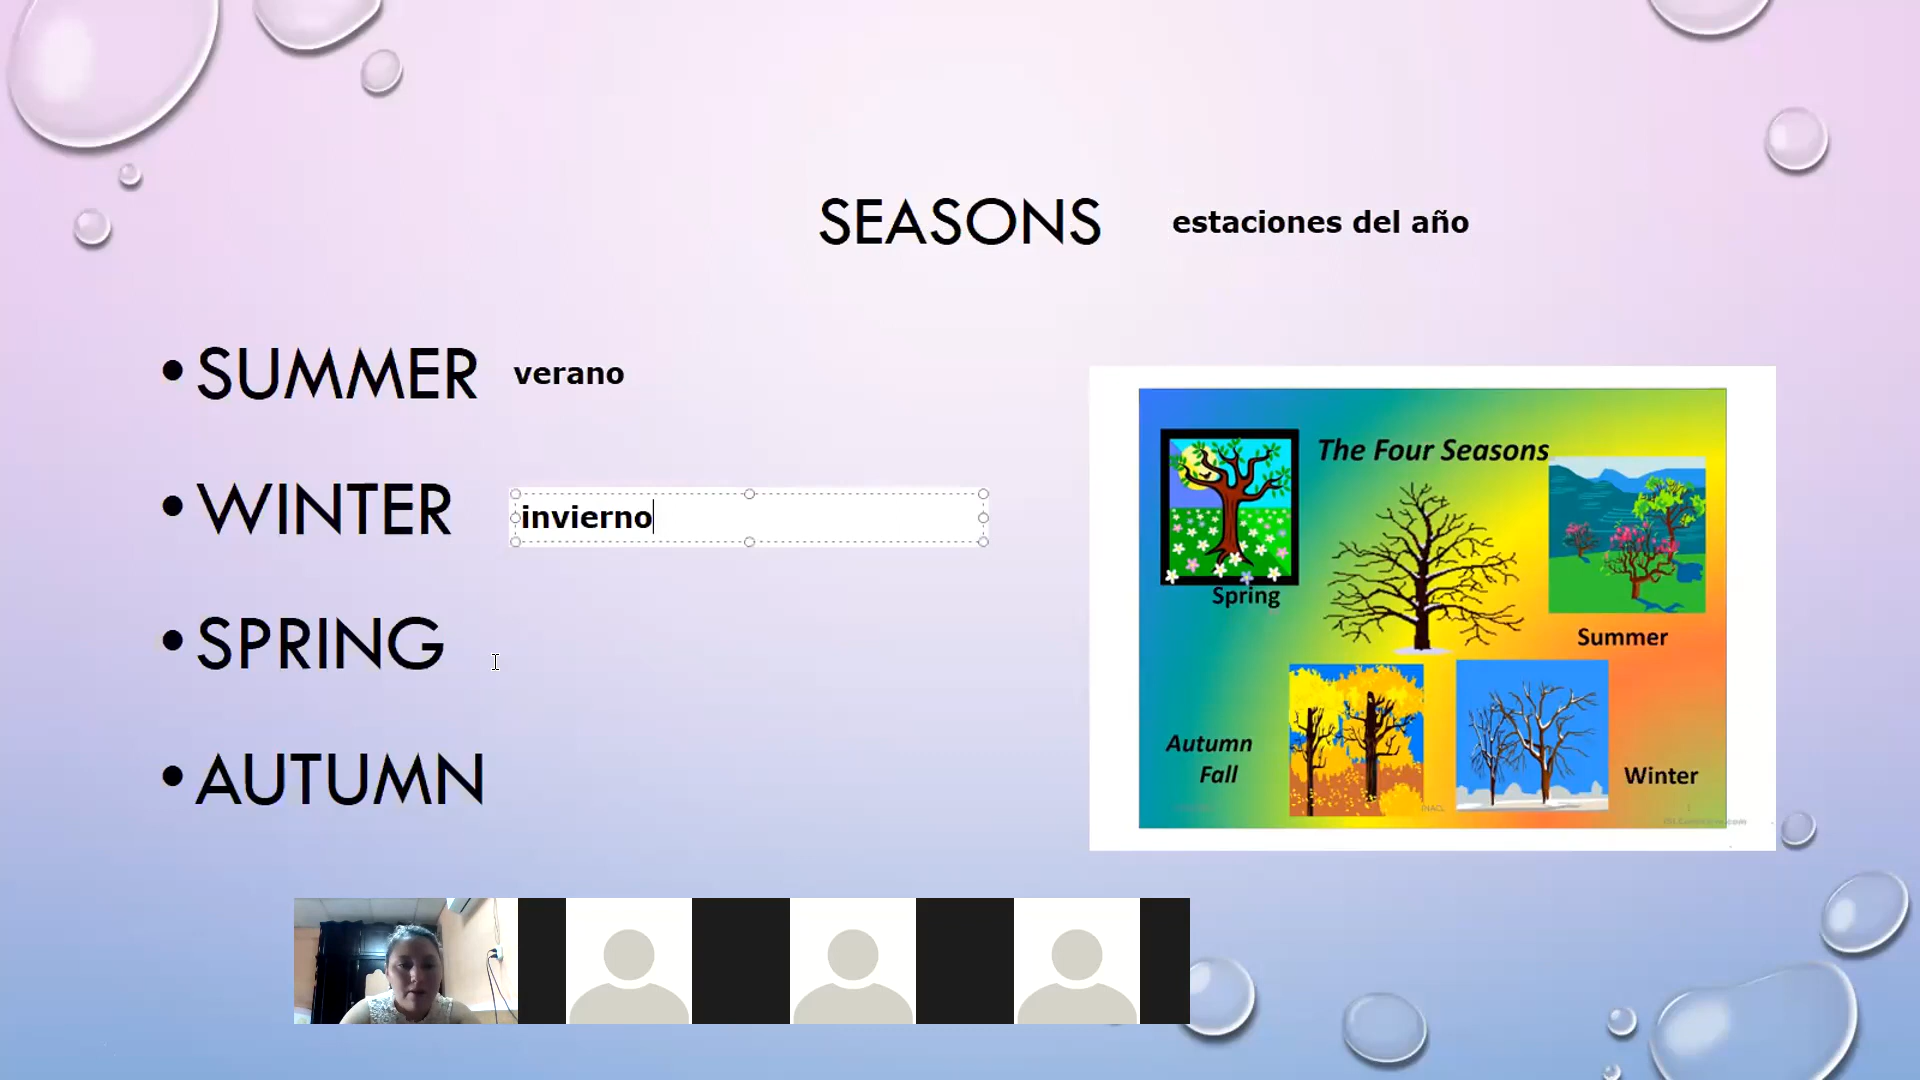 SEASONS estaciones del año
• SUMMER verano
• WINTER invierno
• SPRING
• AUTUMN
The Four Seasons
Spring
Summer
Autumn
Fall
Winter